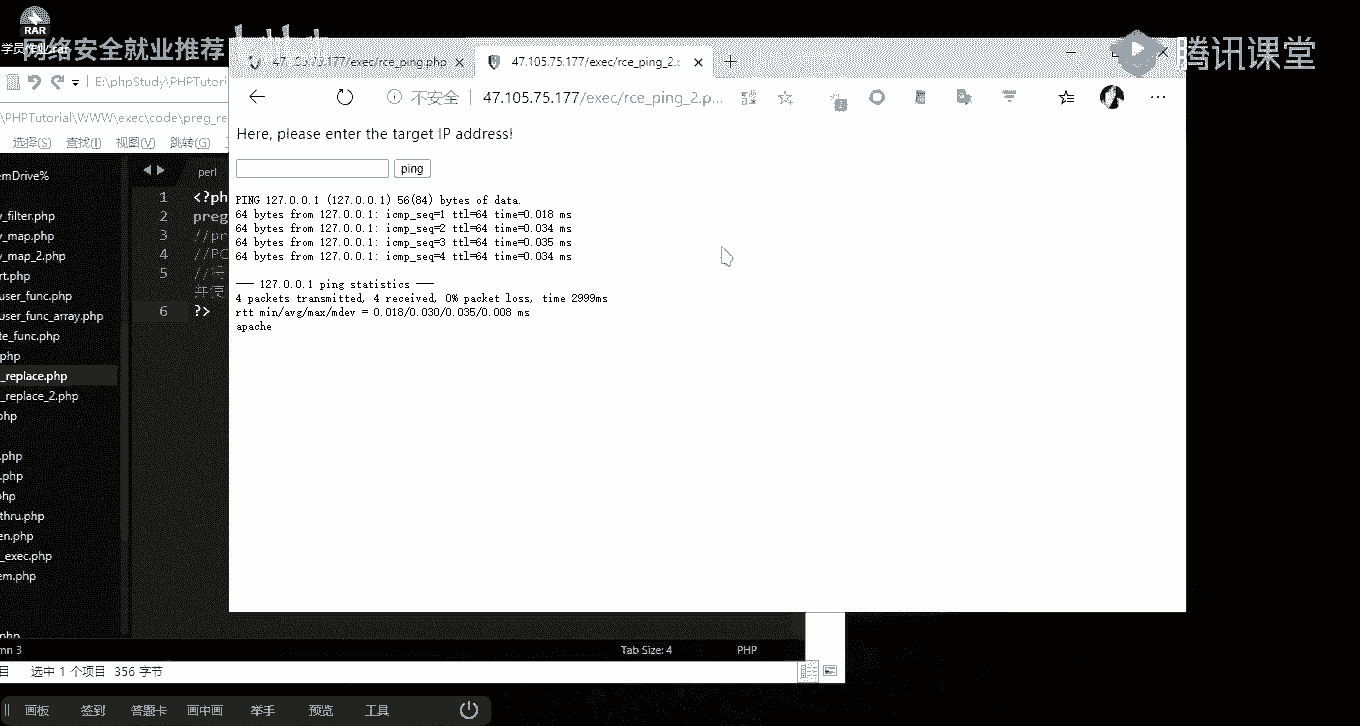 RAR
学员作业.rar
网络安全就业推荐
腾讯课堂
47.105.75.177/exec/rce_ping.php
47.105.75.177/exec/rce_ping_2.
E:\phpStudy\PHPTutori
不安全
47.105.75.177/exec/rce_ping_2.p...
\PHPTutorial\WWW\exec\code\preg_re
选择(S) 查找(I) 视图(V) 跳转(G)
Here, please enter the target IP address!
ping
emDrive%
perl
y_filter.php
y_map.php
y_map_2.php
rt.php
user_func.php
user_func_array.php
te_func.php
php
_replace.php
_replace_2.php
php
.php
.php
php
thru.php
en.php
_exec.php
em.php
php
1 <?ph
2 preg
3 //pr
4 //PC
5 //
6 ?>
PING 127.0.0.1 (127.0.0.1) 56(84) bytes of data.
64 bytes from 127.0.0.1: icmp_seq=1 ttl=64 time=0.018 ms
64 bytes from 127.0.0.1: icmp_seq=2 ttl=64 time=0.034 ms
64 bytes from 127.0.0.1: icmp_seq=3 ttl=64 time=0.035 ms
64 bytes from 127.0.0.1: icmp_seq=4 ttl=64 time=0.034 ms
--- 127.0.0.1 ping statistics ---
4 packets transmitted, 4 received, 0% packet loss, time 2999ms
rtt min/avg/max/mdev = 0.018/0.030/0.035/0.008 ms
apache
mn 3
Tab Size: 4
PHP
目 选中 1 个项目 356 字节
画板 签到 答题卡 画中画 举手 预览 工具